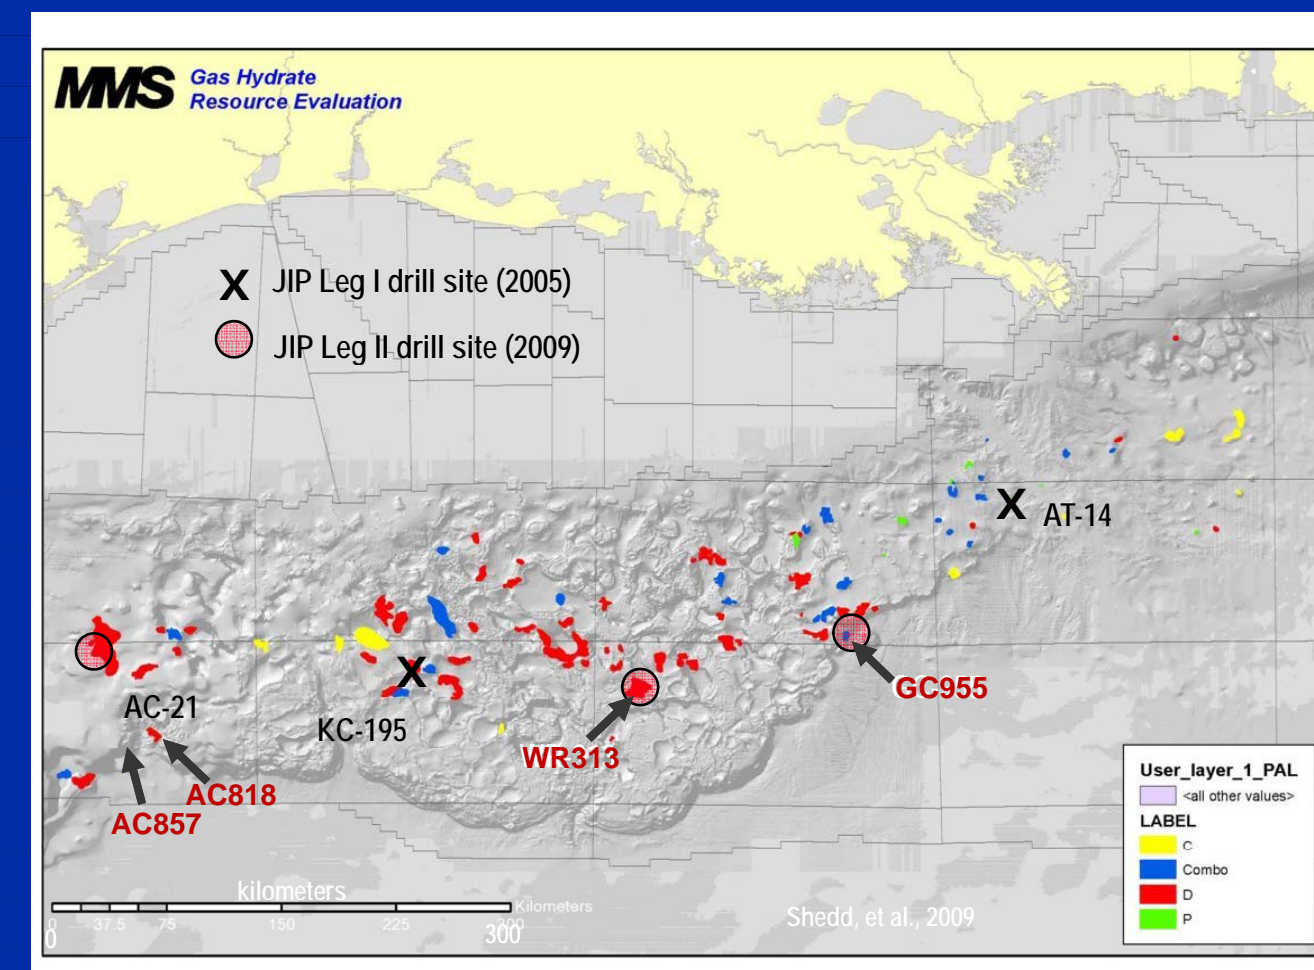 MMS Gas Hydrate
Resource Evaluation
X JIP Leg I drill site (2005)
JIP Leg II drill site (2009)
X AT-14
GC955
X
AC-21
KC-195
WR313
AC818
AC857
User_layer_1_PAL
<all other values>
LABEL
C
Combo
D
P
kilometers
Kilometers
0 37.5 75 150 225 300
0 300
Shedd, et al., 2009